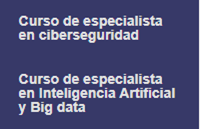 Curso de especialista
en ciberseguridad
Curso de especialista
en Inteligencia Artificial
y Big data